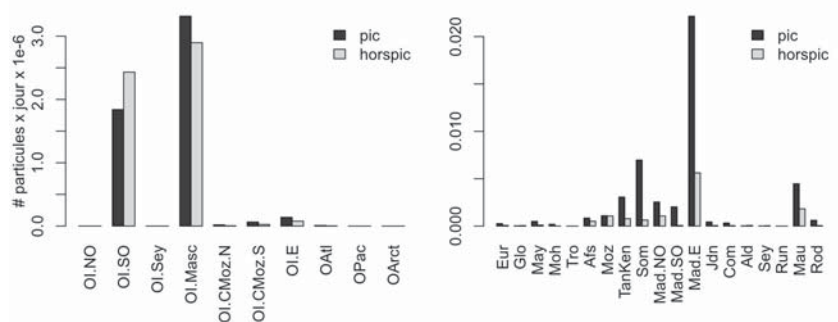 # particules x jour x 1e-6
3.0
2.0
1.0
0.0
pic
horspic
OI.NO
OI.SO
OI.Sey
OI.Masc
OI.CMoz.N
OI.CMoz.S
OI.E
OAtl
OPac
OArct
0.020
0.010
0.000
pic
horspic
Eur
Glo
May
Moh
Tro
Afs
Moz
TanKen
Som
Mad.NO
Mad.SO
Mad.E
Jdn
Com
Ald
Sey
Run
Mau
Rod